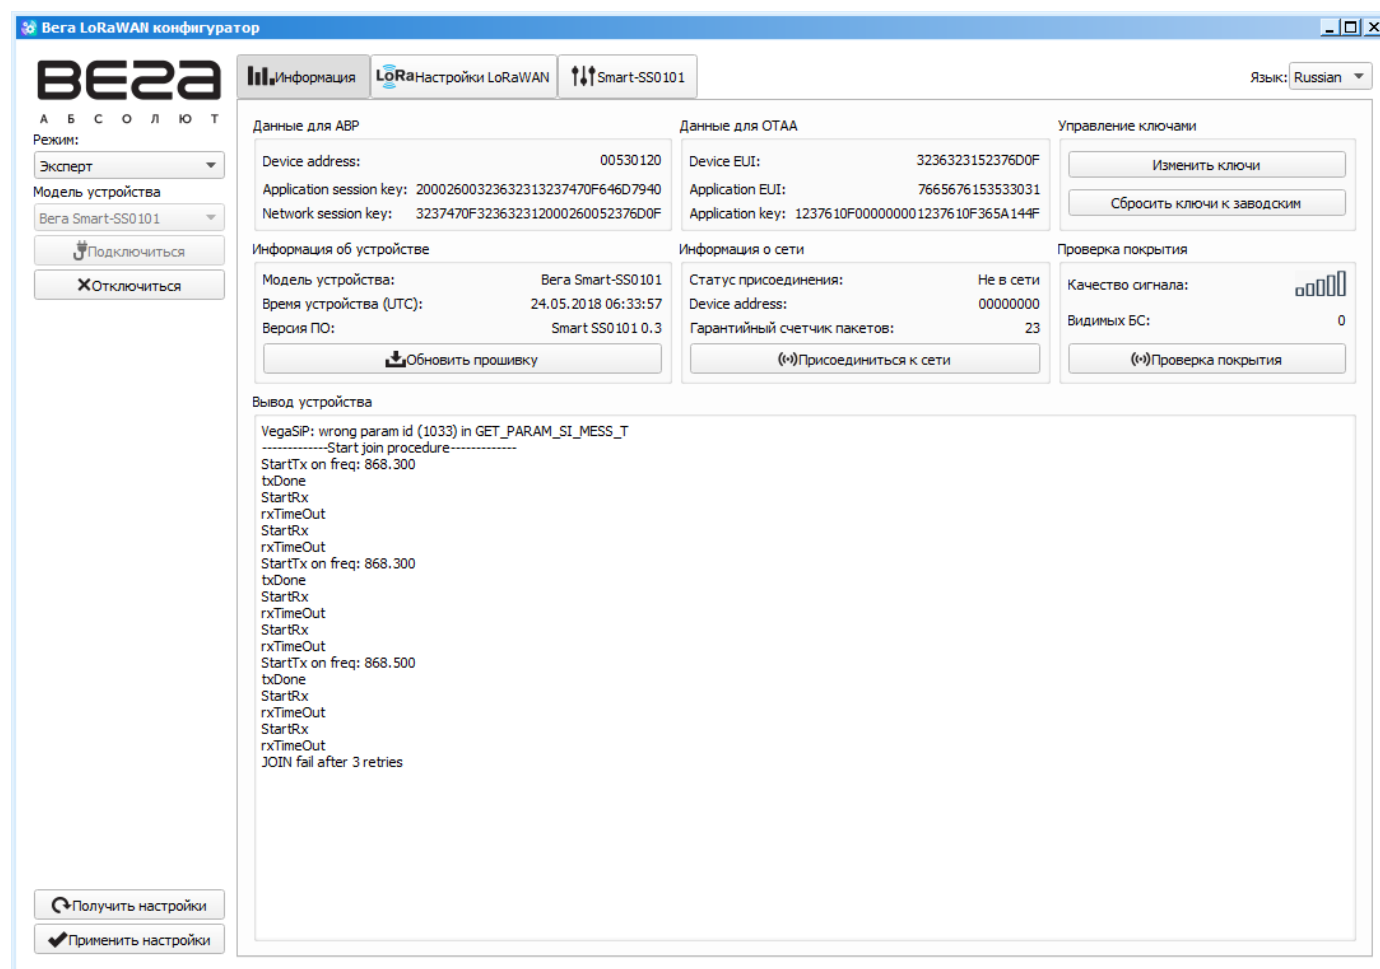 Вега LoRaWAN конфигуратор
ВЕГА
АБСОЛЮТ
Режим:
Эксперт
Модель устройства
Вега Smart-SS0101
Подключиться
Отключиться
Получить настройки
Применить настройки
Информация
LoRa Настройки LoRaWAN
Smart-SS0101
Язык: Russian
Данные для ABP
Device address: 00530120
Application session key: 20002600323632313237470F646D7940
Network session key: 3237470F323632312000260052376D0F
Данные для OTAA
Device EUI: 3236323152376D0F
Application EUI: 7665676153533031
Application key: 1237610F000000001237610F365A144F
Управление ключами
Изменить ключи
Сбросить ключи к заводским
Информация об устройстве
Модель устройства: Вега Smart-SS0101
Время устройства (UTC): 24.05.2018 06:33:57
Версия ПО: Smart SS0101 0.3
Обновить прошивку
Информация о сети
Статус присоединения: Не в сети
Device address: 00000000
Гарантийный счетчик пакетов: 23
Присоединиться к сети
Проверка покрытия
Качество сигнала:
Видимых БС: 0
Проверка покрытия
Вывод устройства
VegaSiP: wrong param id (1033) in GET_PARAM_SI_MESS_T
-------------Start join procedure-------------
StartTx on freq: 868.300
txDone
StartRx
rxTimeOut
StartRx
rxTimeOut
StartTx on freq: 868.300
txDone
StartRx
rxTimeOut
StartRx
rxTimeOut
StartTx on freq: 868.500
txDone
StartRx
rxTimeOut
StartRx
rxTimeOut
JOIN fail after 3 retries